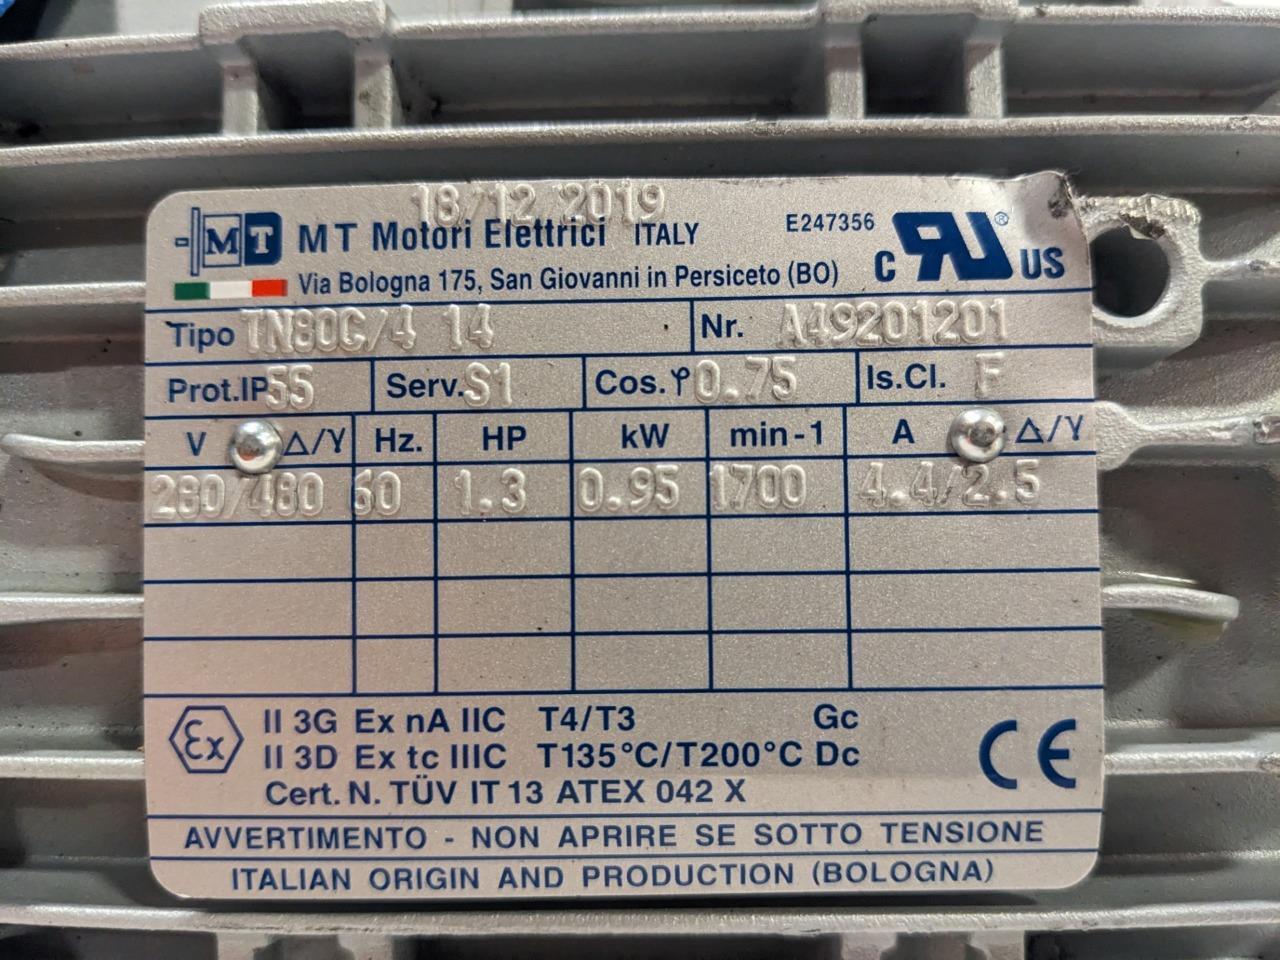 18/12 2019
MT MT Motori Elettrici ITALY E247356 c RU ® US
Via Bologna 175, San Giovanni in Persiceto (BO)
Tipo TN80C/4 14 Nr. A49201201
Prot.IP55 Serv.S1 Cos.φ 0.75 Is.Cl. F
V Δ/Y Hz. HP kW min-1 A Δ/Y
280/480 60 1.3 0.95 1700 4.4/2.5
Ex II 3G Ex nA IIC T4/T3 Gc
II 3D Ex tc IIIC T135°C/T200°C Dc CE
Cert. N. TÜV IT 13 ATEX 042 X
AVVERTIMENTO - NON APRIRE SE SOTTO TENSIONE
ITALIAN ORIGIN AND PRODUCTION (BOLOGNA)